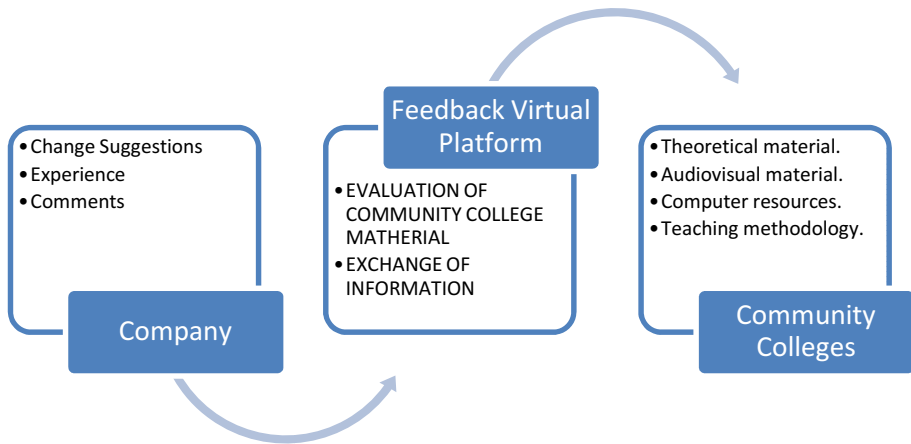 • Change Suggestions
• Experience
• Comments
Company
Feedback Virtual
Platform
• EVALUATION OF
COMMUNITY COLLEGE
MATHERIAL
• EXCHANGE OF
INFORMATION
• Theoretical material.
• Audiovisual material.
• Computer resources.
• Teaching methodology.
Community
Colleges